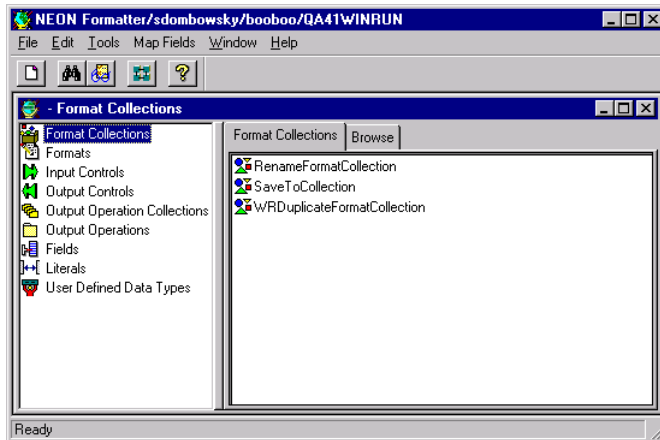 NEON Formatter/sdombowsky/booboo/QA41WINRUN
File Edit Tools Map Fields Window Help
- Format Collections
Format Collections
Formats
Input Controls
Output Controls
Output Operation Collections
Output Operations
Fields
Literals
User Defined Data Types
Format Collections Browse
RenameFormatCollection
SaveToCollection
WRDuplicateFormatCollection
Ready